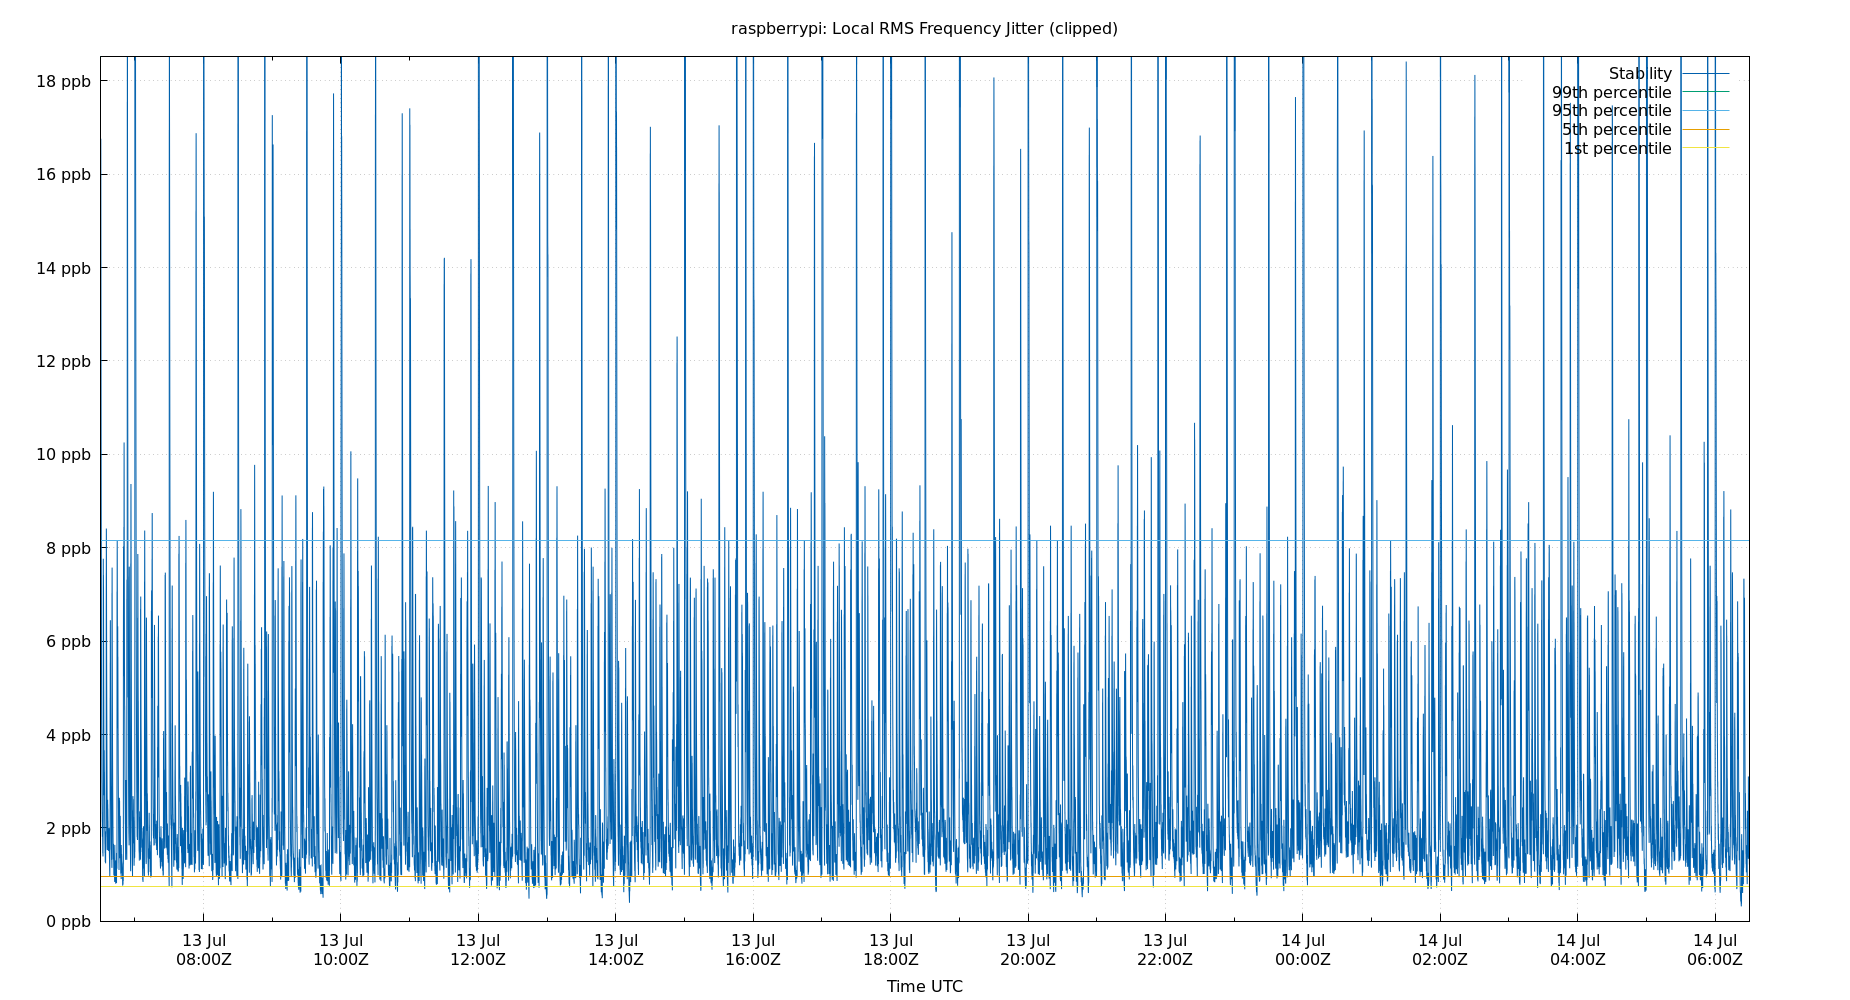 raspberrypi: Local RMS Frequency Jitter (clipped)
Stability
99th percentile
95th percentile
5th percentile
1st percentile
18 ppb
16 ppb
14 ppb
12 ppb
10 ppb
8 ppb
6 ppb
4 ppb
2 ppb
0 ppb
13 Jul 13 Jul 13 Jul 13 Jul 13 Jul 13 Jul 13 Jul 13 Jul 14 Jul 14 Jul 14 Jul 14 Jul
08:00Z 10:00Z 12:00Z 14:00Z 16:00Z 18:00Z 20:00Z 22:00Z 00:00Z 02:00Z 04:00Z 06:00Z
Time UTC